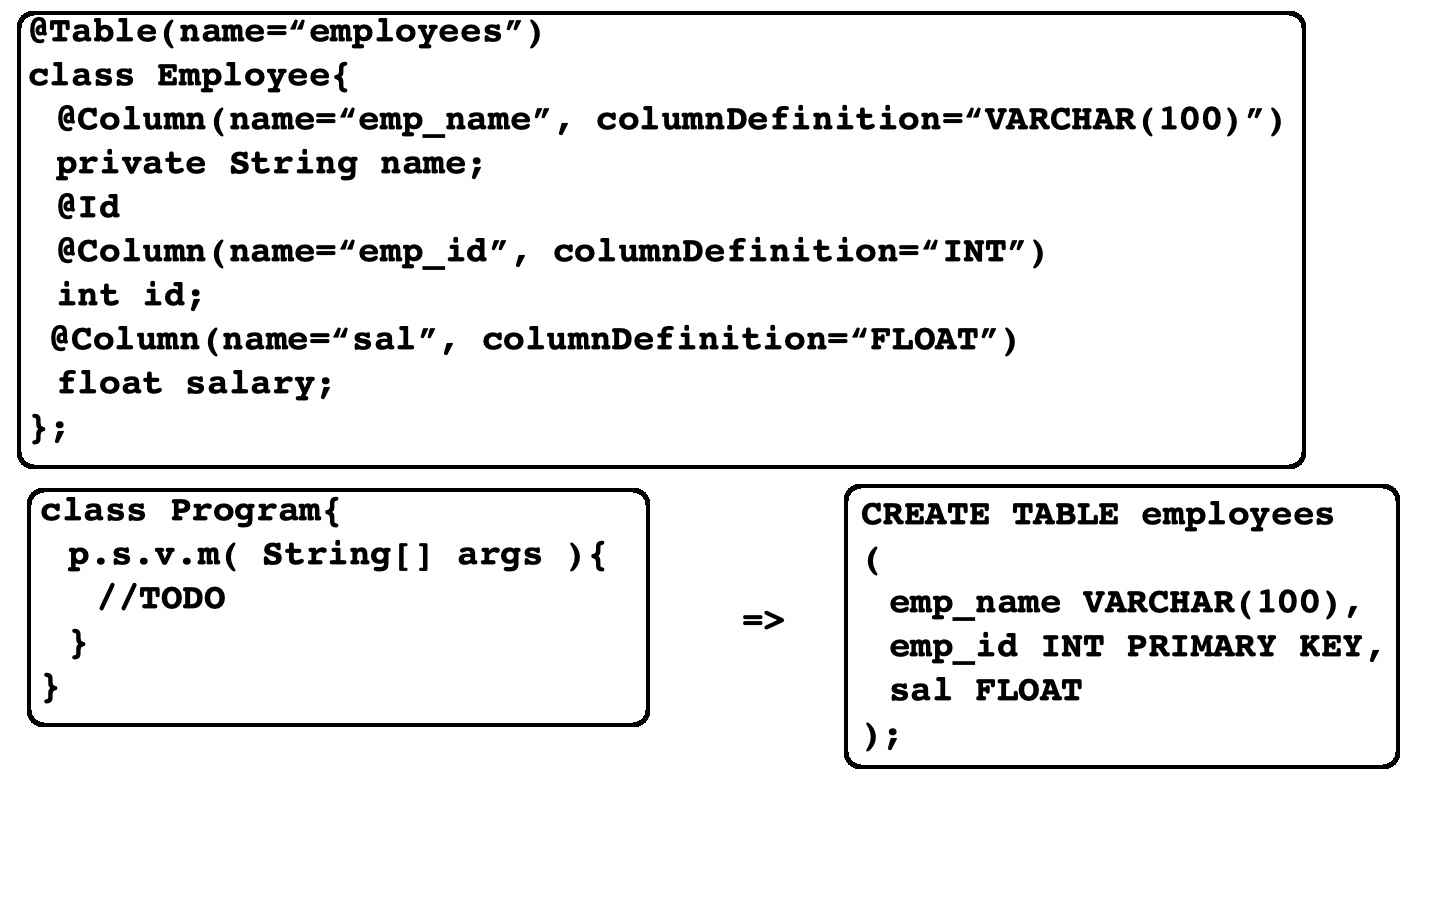 @Table(name=“employees”)
class Employee{
@Column(name=“emp_name”, columnDefinition=“VARCHAR(100)”)
private String name;
@Id
@Column(name=“emp_id”, columnDefinition=“INT”)
int id;
@Column(name=“sal”, columnDefinition=“FLOAT”)
float salary;
};
class Program{
p.s.v.m( String[] args ){
//TODO
}
}
=>
CREATE TABLE employees
(
emp_name VARCHAR(100),
emp_id INT PRIMARY KEY,
sal FLOAT
);